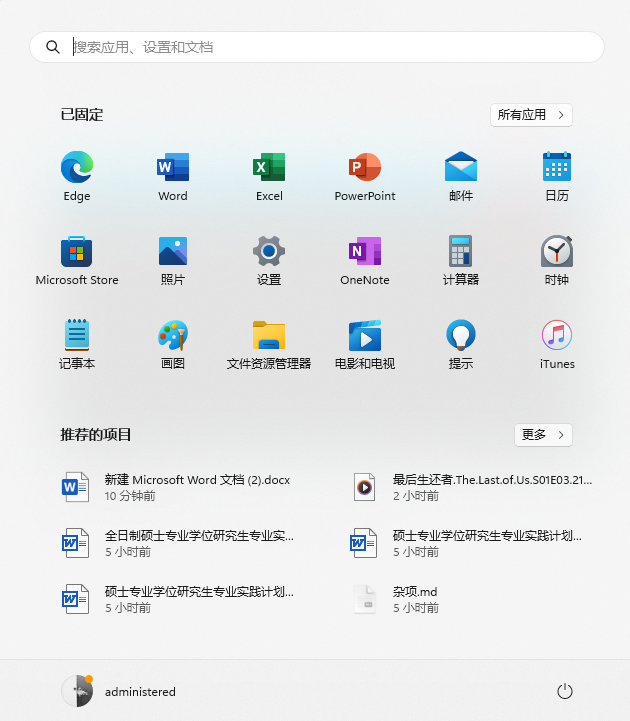 搜索应用、设置和文档
已固定
所有应用
Edge
Word
Excel
PowerPoint
邮件
日历
Microsoft Store
照片
设置
OneNote
计算器
时钟
记事本
画图
文件资源管理器
电影和电视
提示
iTunes
推荐的项目
更多
新建 Microsoft Word 文档 (2).docx
10 分钟前
最后生还者.The.Last.of.Us.S01E03.21...
2 小时前
全日制硕士专业学位研究生专业实...
5 小时前
硕士专业学位研究生专业实践计划...
5 小时前
硕士专业学位研究生专业实践计划...
5 小时前
杂项.md
5 小时前
administered